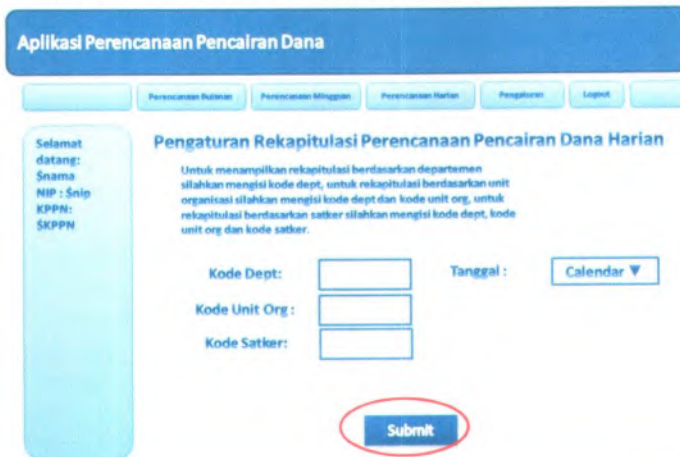 Aplikasi Perencanaan Pencairan Dana
Perencanaan Bulanan Perencanaan Mingguan Perencanaan Harian Pengaturan Logout
Selamat
datang:
$nama
NIP : $nip
KPPN:
$KPPN
Pengaturan Rekapitulasi Perencanaan Pencairan Dana Harian
Untuk menampilkan rekapitulasi berdasarkan departemen
silahkan mengisi kode dept, untuk rekapitulasi berdasarkan unit
organisasi silahkan mengisi kode dept dan kode unit org, untuk
rekapitulasi berdasarkan satker silahkan mengisi kode dept, kode
unit org dan kode satker.
Kode Dept: Tanggal : Calendar ▼
Kode Unit Org :
Kode Satker:
Submit